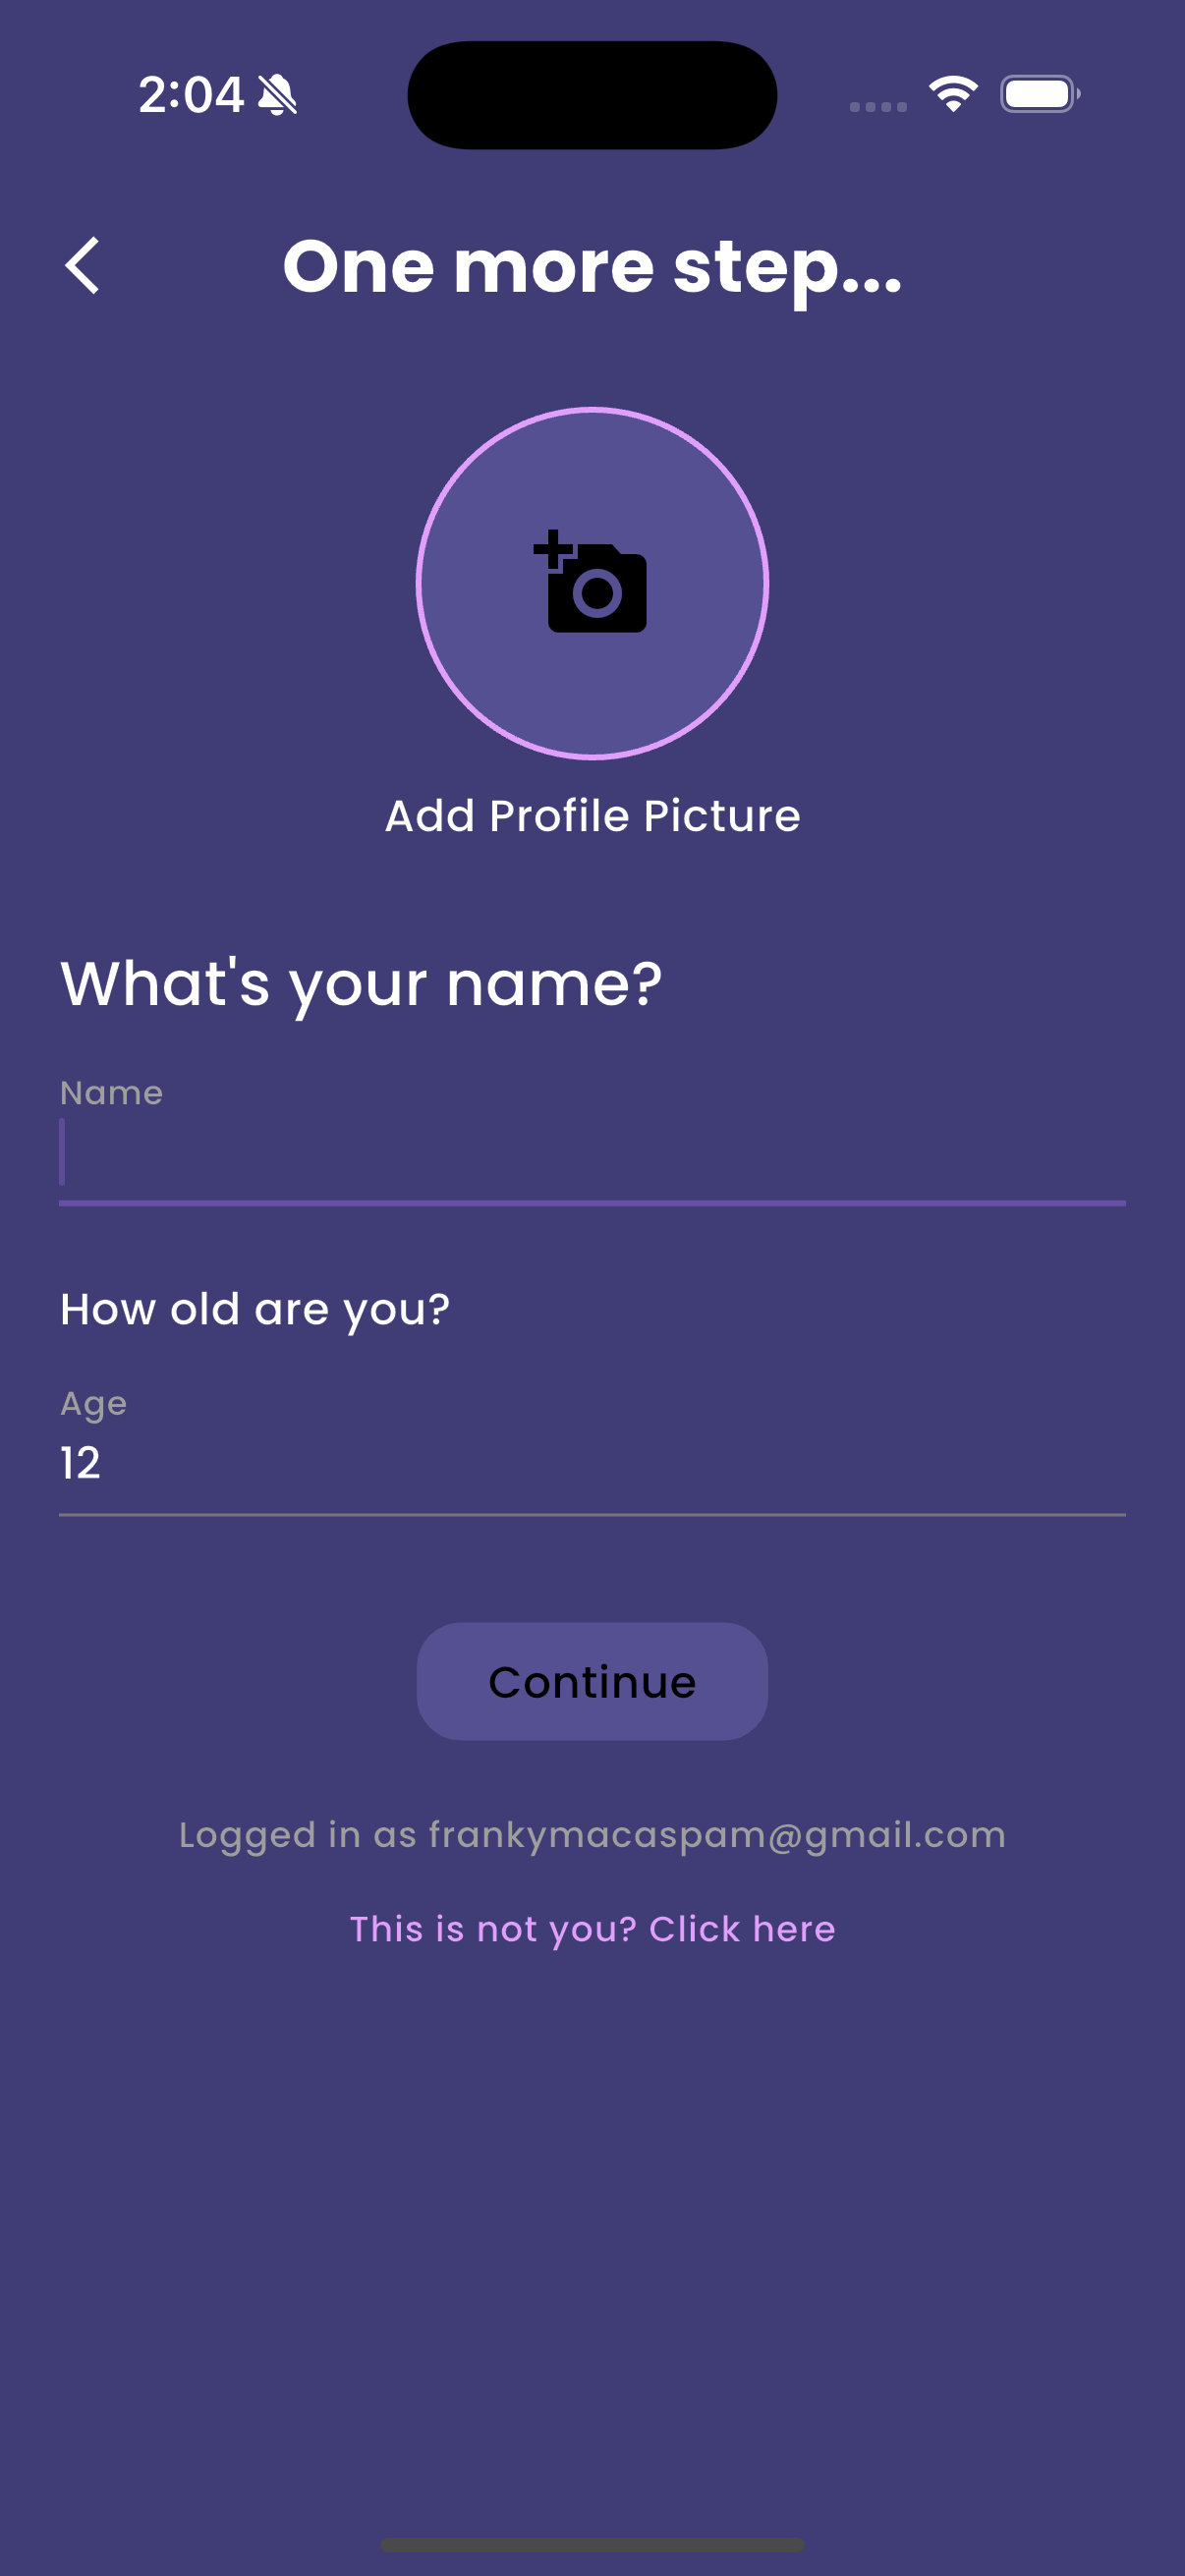 2:04
One more step...
Add Profile Picture
What's your name?
Name
How old are you?
Age
12
Continue
Logged in as frankymacaspam@gmail.com
This is not you? Click here